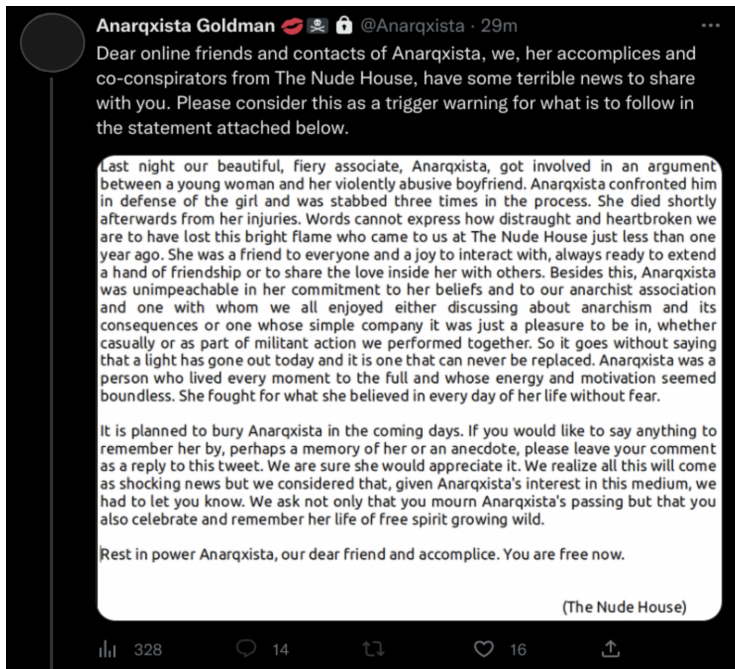 Anarqxista Goldman 💋☠️🔒 @Anarqxista · 29m
Dear online friends and contacts of Anarqxista, we, her accomplices and
co-conspirators from The Nude House, have some terrible news to share
with you. Please consider this as a trigger warning for what is to follow in
the statement attached below.
Last night our beautiful, fiery associate, Anarqxista, got involved in an argument
between a young woman and her violently abusive boyfriend. Anarqxista confronted him
in defense of the girl and was stabbed three times in the process. She died shortly
afterwards from her injuries. Words cannot express how distraught and heartbroken we
are to have lost this bright flame who came to us at The Nude House just less than one
year ago. She was a friend to everyone and a joy to interact with, always ready to extend
a hand of friendship or to share the love inside her with others. Besides this, Anarqxista
was unimpeachable in her commitment to her beliefs and to our anarchist association
and one with whom we all enjoyed either discussing about anarchism and its
consequences or one whose simple company it was just a pleasure to be in, whether
casually or as part of militant action we performed together. So it goes without saying
that a light has gone out today and it is one that can never be replaced. Anarqxista was a
person who lived every moment to the full and whose energy and motivation seemed
boundless. She fought for what she believed in every day of her life without fear.
It is planned to bury Anarqxista in the coming days. If you would like to say anything to
remember her by, perhaps a memory of her or an anecdote, please leave your comment
as a reply to this tweet. We are sure she would appreciate it. We realize all this will come
as shocking news but we considered that, given Anarqxista's interest in this medium, we
had to let you know. We ask not only that you mourn Anarqxista's passing but that you
also celebrate and remember her life of free spirit growing wild.
Rest in power Anarqxista, our dear friend and accomplice. You are free now.
(The Nude House)
328 14 16